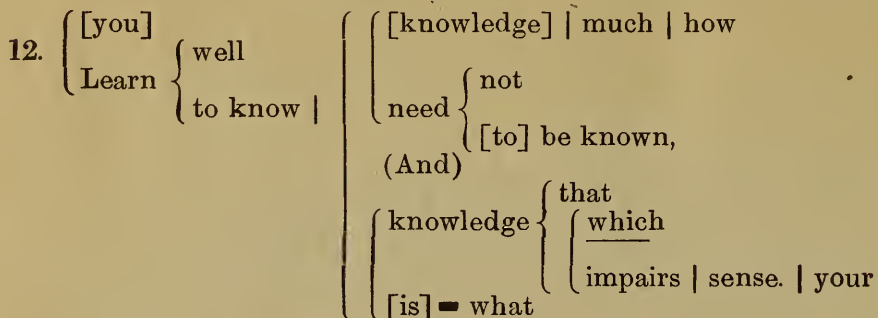 [knowledge] | much | how
12. [you]
well
Learn
not
to know |
need
[to] be known,
(And)
that
knowledge
which
impairs | sense. | your
[is] = what